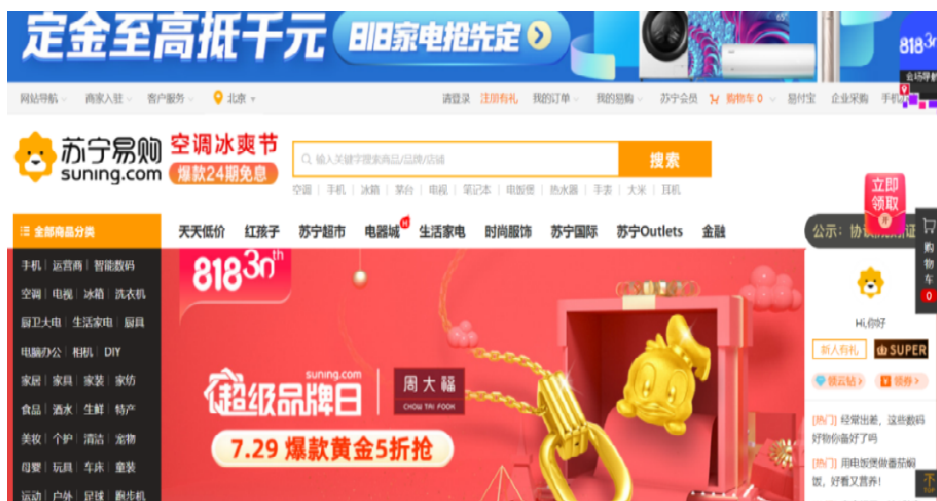 定金至高抵千元
818家电抢先定
818 3
会场导航
网站导航 商家入驻 客户服务 北京
请登录 注册有礼 我的订单 我的易购 苏宁会员 购物车 0 易付宝 企业采购 手机
苏宁易购
suning.com
空调冰爽节
爆款24期免息
输入关键字搜索商品/品牌/店铺
搜索
空调 | 手机 | 冰箱 | 茅台 | 电视 | 笔记本 | 电饭煲 | 热水器 | 手表 | 大米 | 耳机
立即
领取
全部商品分类
天天低价 红孩子 苏宁超市 电器城 H 生活家电 时尚服饰 苏宁国际 苏宁Outlets 金融
公示:
购
物
车
0
手机 | 运营商 | 智能数码
空调 | 电视 | 冰箱 | 洗衣机
厨卫大电 | 生活家电 | 厨具
电脑办公 | 相机 | DIY
家居 | 家具 | 家装 | 家纺
食品 | 酒水 | 生鲜 | 特产
美妆 | 个护 | 清洁 | 宠物
母婴 | 玩具 | 车床 | 童装
运动 | 户外 | 足球 | 跑步机
818 30th
suning.com
超级品牌日
周大福
CHOW TAI FOOK
7.29 爆款黄金5折抢
Hi,你好
新人有礼
SUPER
领云钻>
领券>
[热门] 经常出差,这些数码
好物你备好了吗
[热门] 用电饭煲做番茄焖
饭,好看又营养!